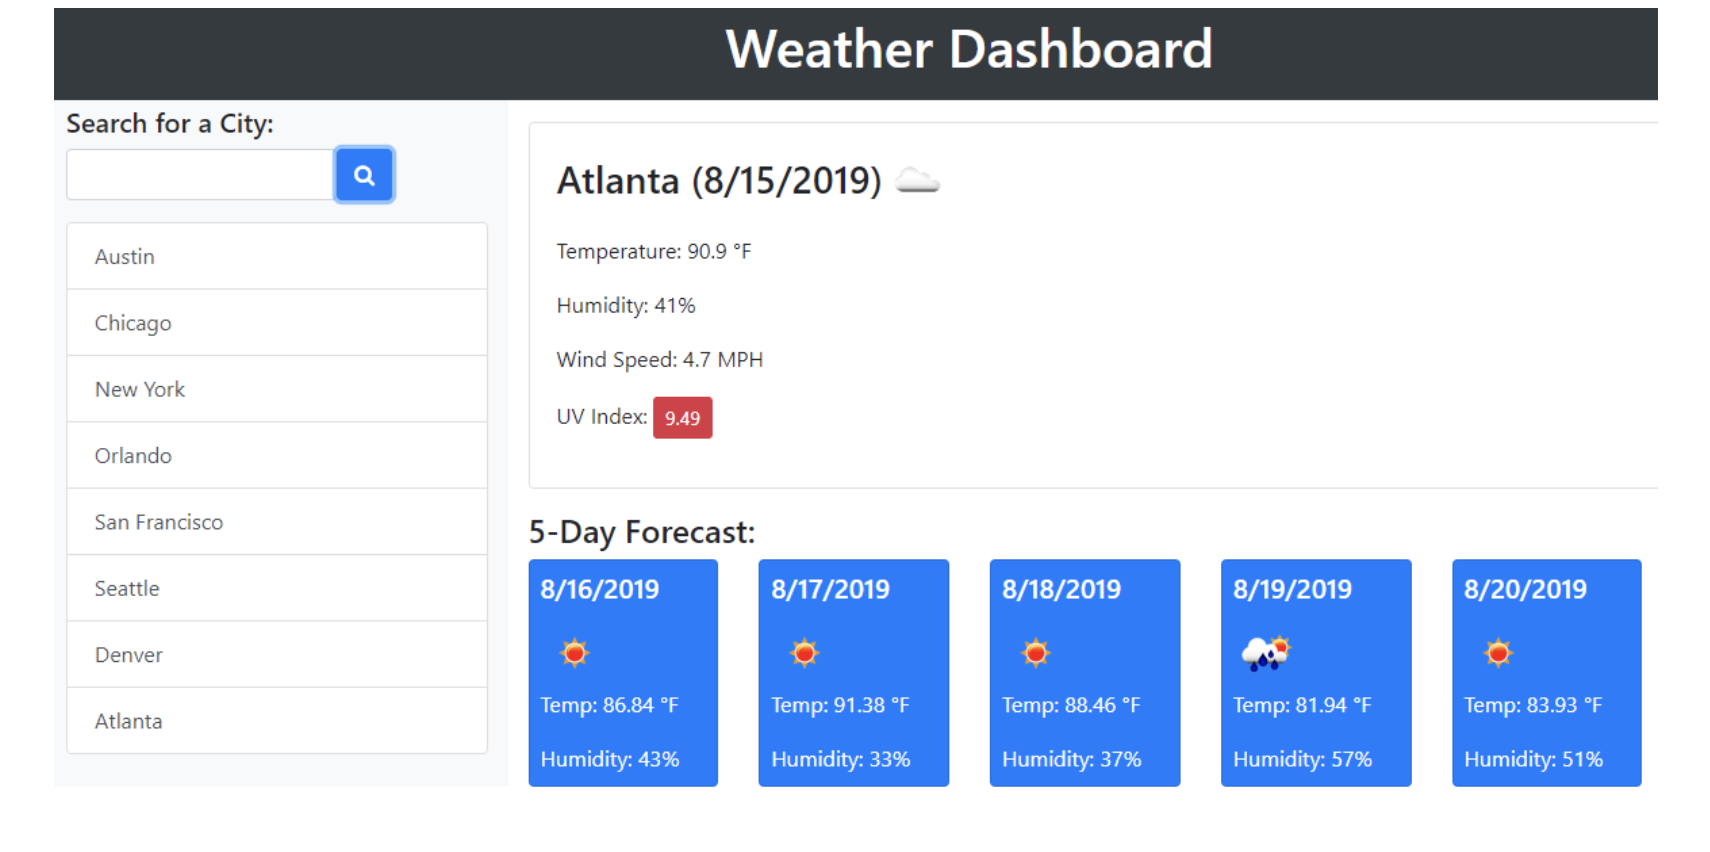 Weather Dashboard
Search for a City:
Austin
Chicago
New York
Orlando
San Francisco
Seattle
Denver
Atlanta
Atlanta (8/15/2019)
Temperature: 90.9 °F
Humidity: 41%
Wind Speed: 4.7 MPH
UV Index: 9.49
5-Day Forecast:
8/16/2019
Temp: 86.84 °F
Humidity: 43%
8/17/2019
Temp: 91.38 °F
Humidity: 33%
8/18/2019
Temp: 88.46 °F
Humidity: 37%
8/19/2019
Temp: 81.94 °F
Humidity: 57%
8/20/2019
Temp: 83.93 °F
Humidity: 51%